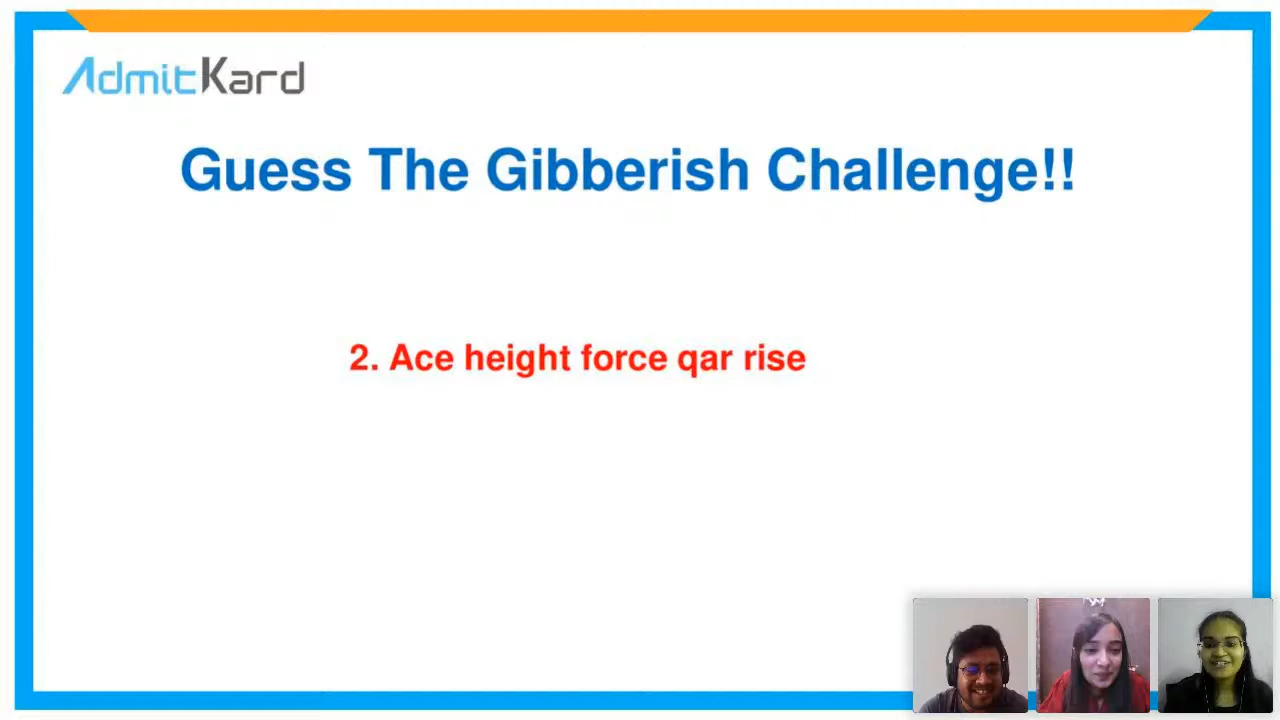 AdmitKard
Guess The Gibberish Challenge!!
2. Ace height force qar rise